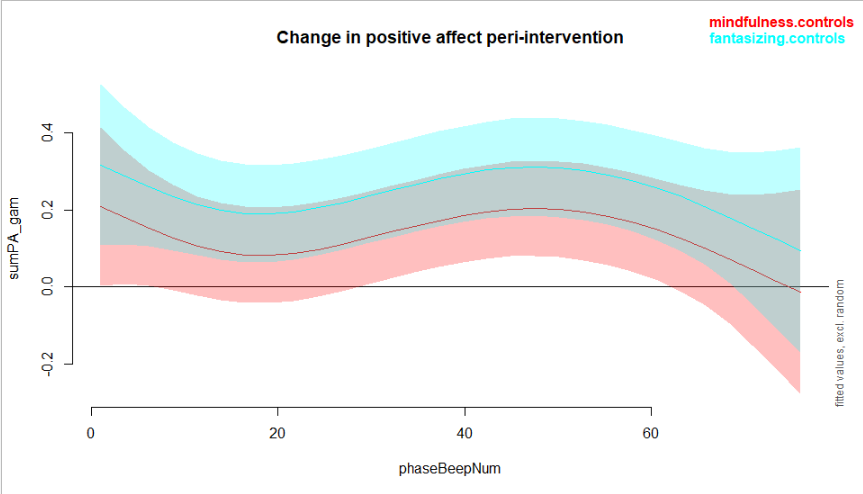 mindfulness.controls
fantasizing.controls
Change in positive affect peri-intervention
sumPA_gam
0.4
0.2
0.0
-0.2
0
20
40
60
phaseBeepNum
fitted values, excl. random